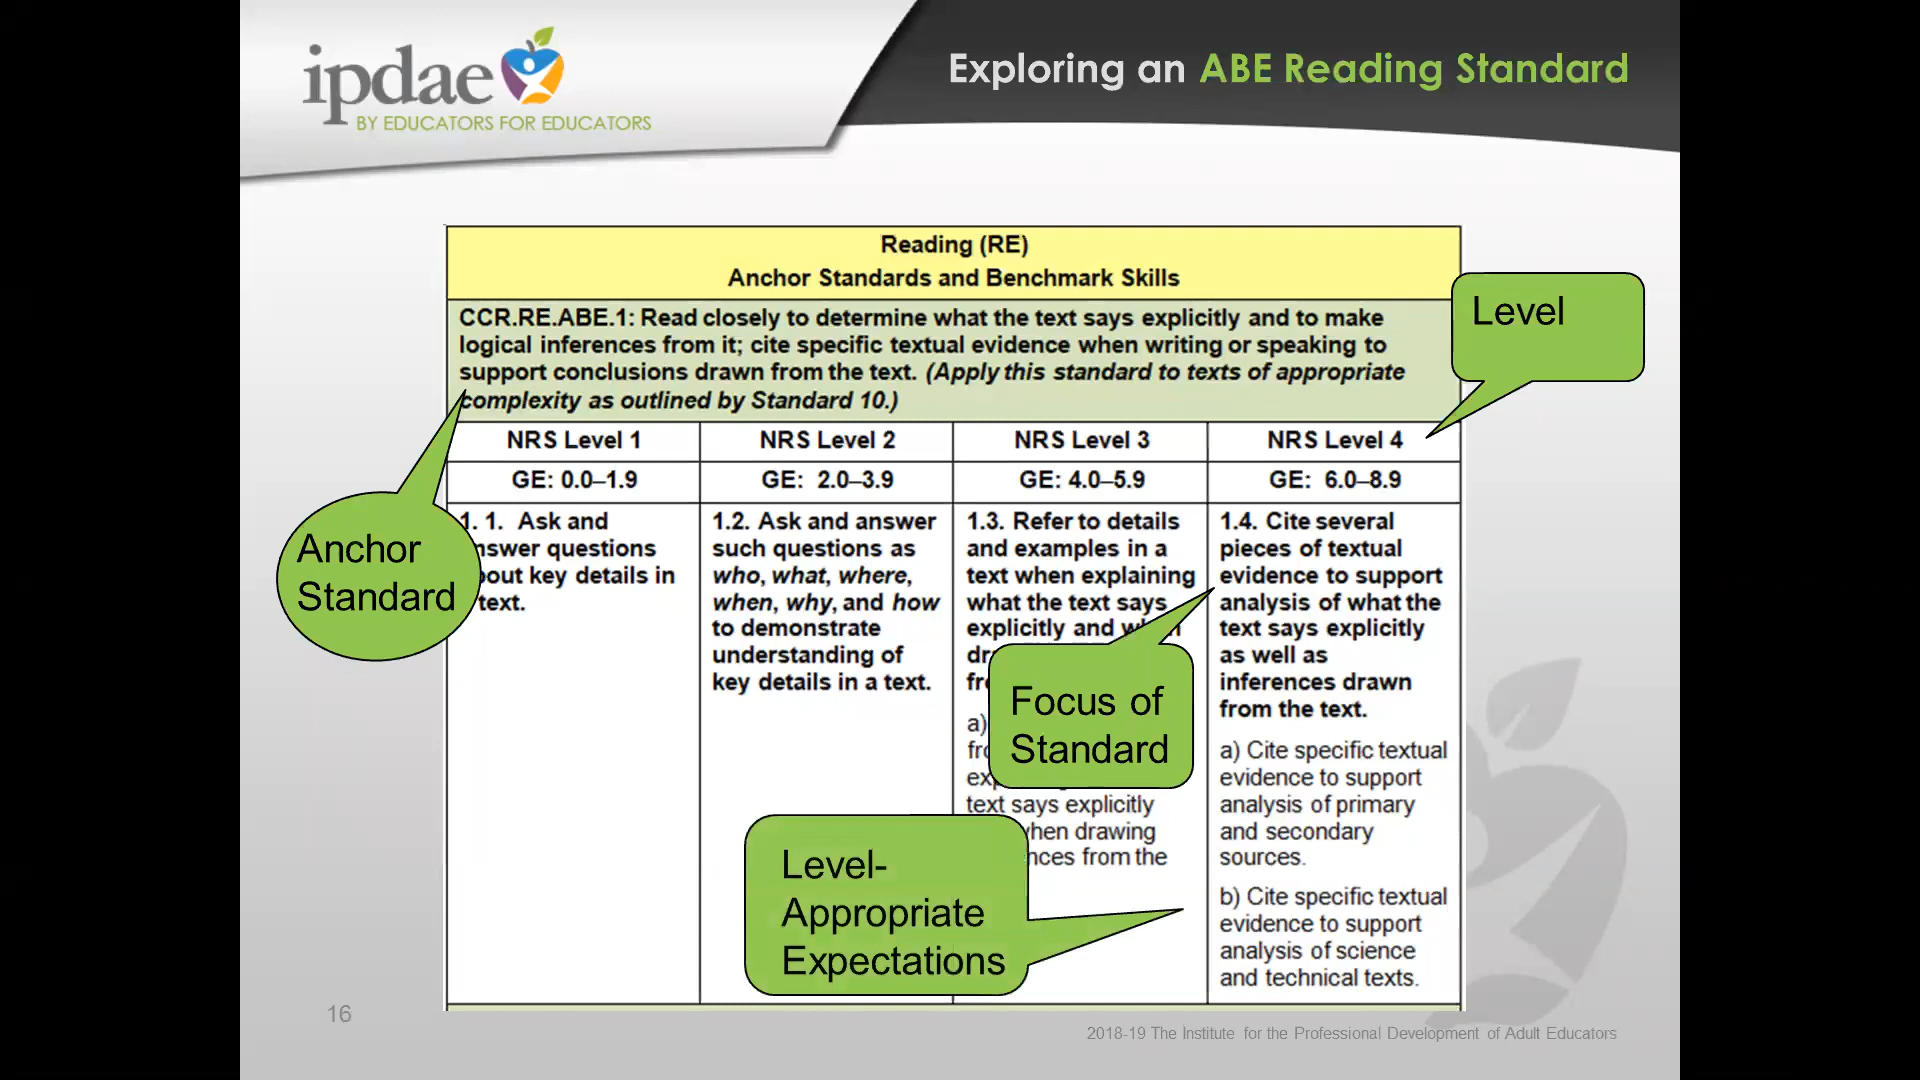 ipdae
BY EDUCATORS FOR EDUCATORS
Exploring an ABE Reading Standard
Reading (RE)
Anchor Standards and Benchmark Skills
CCR.RE.ABE.1: Read closely to determine what the text says explicitly and to make
logical inferences from it; cite specific textual evidence when writing or speaking to
support conclusions drawn from the text. (Apply this standard to texts of appropriate
complexity as outlined by Standard 10.)
Level
NRS Level 1
NRS Level 2
NRS Level 3
NRS Level 4
GE: 0.0–1.9
GE: 2.0–3.9
GE: 4.0–5.9
GE: 6.0–8.9
Anchor
Standard
1. 1. Ask and
questions
key details in
text.
1.2. Ask and answer
such questions as
who, what, where,
when, why, and how
to demonstrate
understanding of
key details in a text.
1.3. Refer to details
and examples in a
text when explaining
what the text says
explicitly and
a)
text says explicitly
drawing
from the
Focus of
Standard
Level-
Appropriate
Expectations
1.4. Cite several
pieces of textual
evidence to support
analysis of what the
text says explicitly
as well as
inferences drawn
from the text.
a) Cite specific textual
evidence to support
analysis of primary
and secondary
sources.
b) Cite specific textual
evidence to support
analysis of science
and technical texts.
16
2018-19 The Institute for the Professional Development of Adult Educators